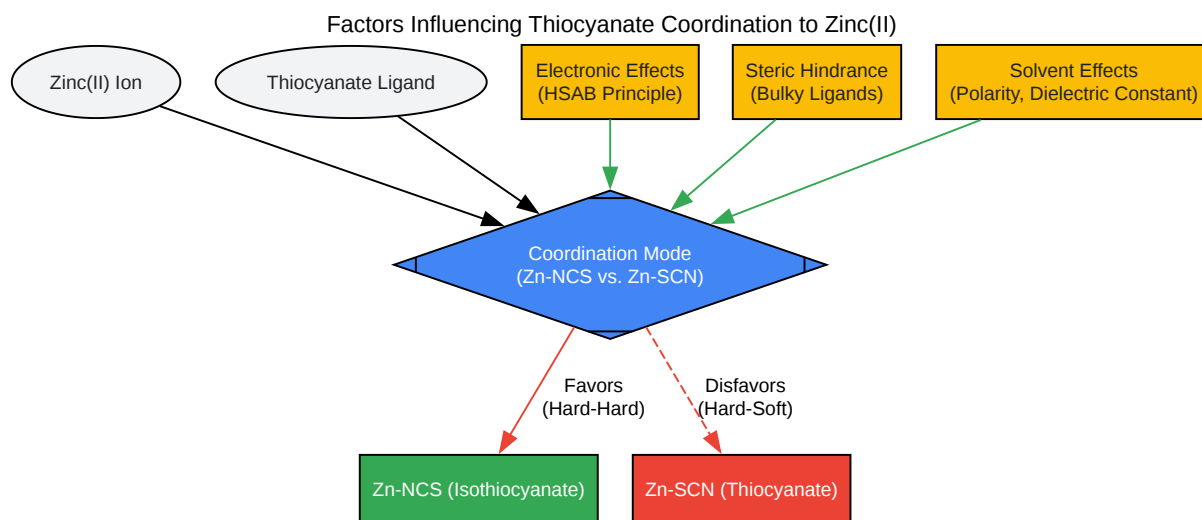 Factors Influencing Thiocyanate Coordination to Zinc(II)
Zinc(II) Ion
Thiocyanate Ligand
Electronic Effects
(HSAB Principle)
Steric Hindrance
(Bulky Ligands)
Solvent Effects
(Polarity, Dielectric Constant)
Coordination Mode
(Zn-NCS vs. Zn-SCN)
Favors
(Hard-Hard)
Disfavors
(Hard-Soft)
Zn-NCS (Isothiocyanate)
Zn-SCN (Thiocyanate)